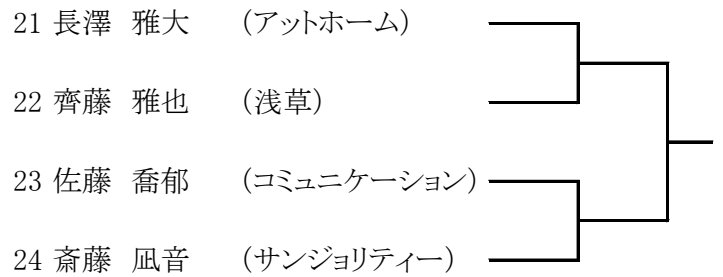 21 長澤 雅大 （アットホーム）
22 齊藤 雅也 （浅草）
23 佐藤 喬郁 （コミュニケーション）
24 斎藤 凪音 （サンジョリティー）